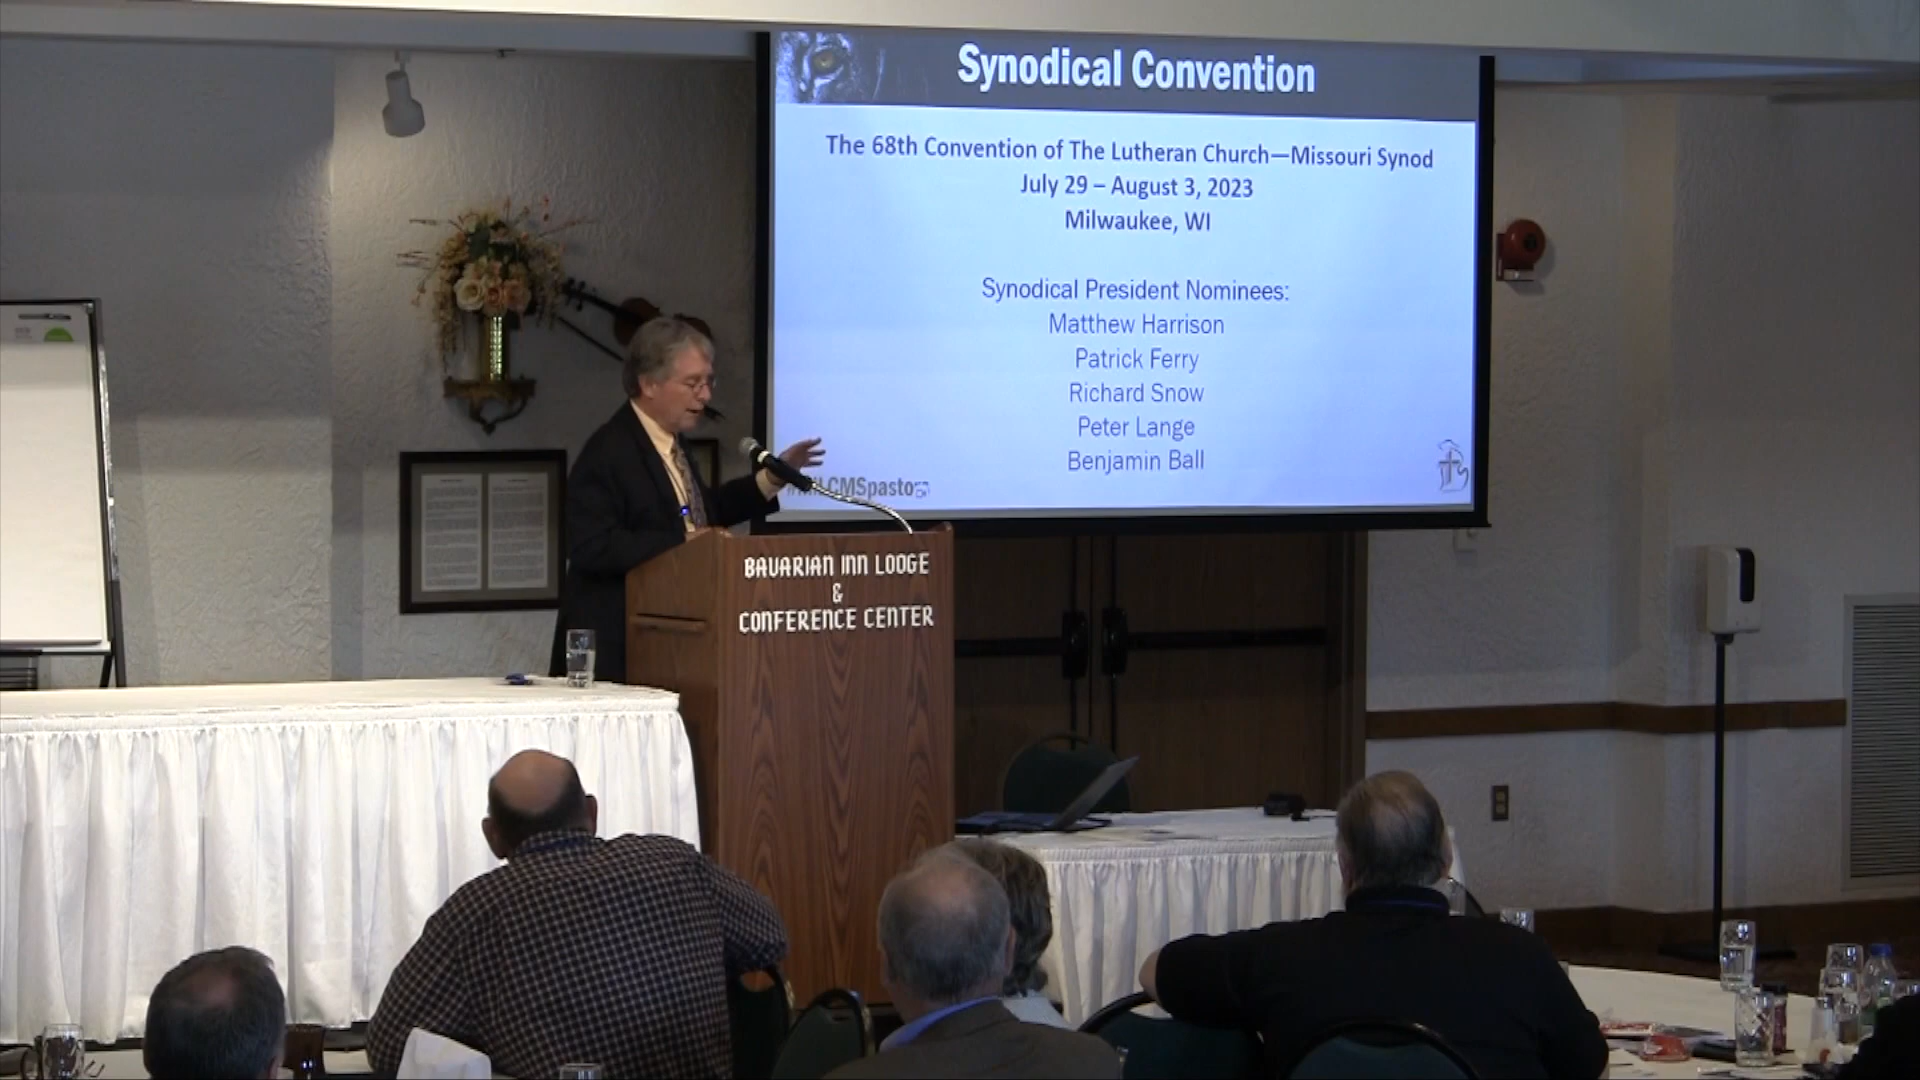 Synodical Convention
The 68th Convention of The Lutheran Church—Missouri Synod
July 29 – August 3, 2023
Milwaukee, WI
Synodical President Nominees:
Matthew Harrison
Patrick Ferry
Richard Snow
Peter Lange
Benjamin Ball
BAVARIAN INN LODGE
&
CONFERENCE CENTER